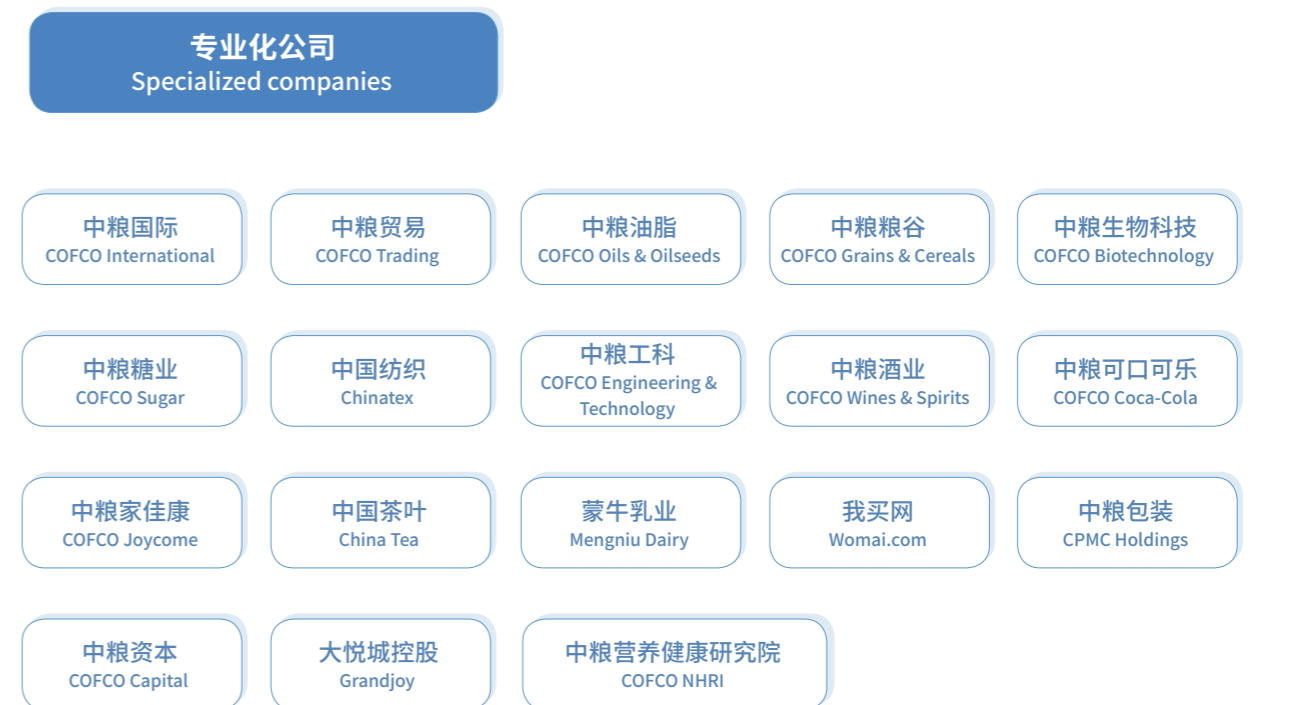 专业化公司
Specialized companies
中粮国际
COFCO International
中粮贸易
COFCO Trading
中粮油脂
COFCO Oils & Oilseeds
中粮粮谷
COFCO Grains & Cereals
中粮生物科技
COFCO Biotechnology
中粮糖业
COFCO Sugar
中国纺织
Chinatex
中粮工科
COFCO Engineering &
Technology
中粮酒业
COFCO Wines & Spirits
中粮可口可乐
COFCO Coca-Cola
中粮家佳康
COFCO Joycome
中国茶叶
China Tea
蒙牛乳业
Mengniu Dairy
我买网
Womai.com
中粮包装
CPMC Holdings
中粮资本
COFCO Capital
大悦城控股
Grandjoy
中粮营养健康研究院
COFCO NHRI